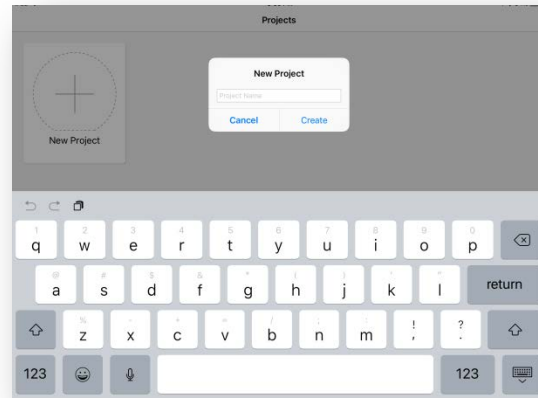 Projects
New Project
Project Name
Cancel Create
New Project
1 2 3 4 5 6 7 8 9 0
q w e r t y u i o p
@ # $ & * ( ) ' "
a s d f g h j k l return
% - + = / ; :
z x c v b n m ! , ? .
123 123